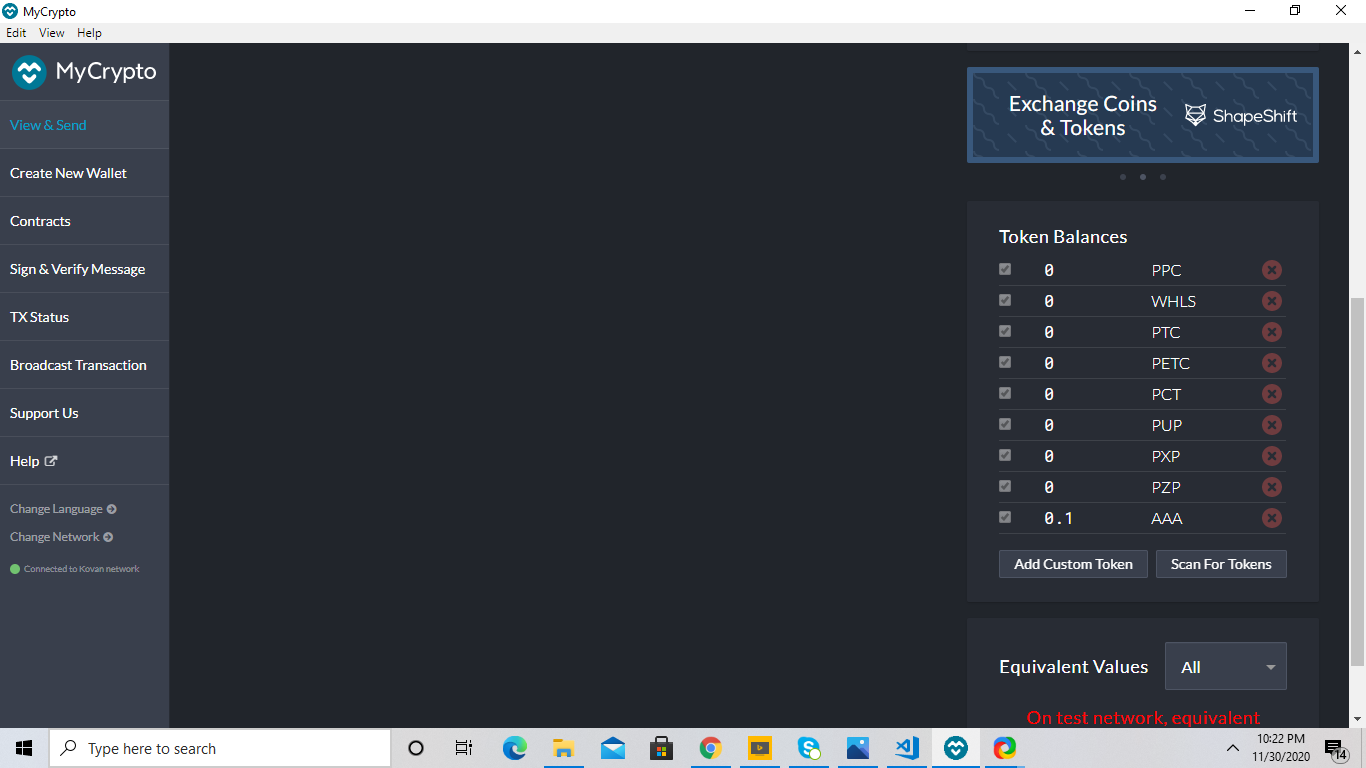 MyCrypto
Edit View Help
MyCrypto
View & Send
Create New Wallet
Contracts
Sign & Verify Message
TX Status
Broadcast Transaction
Support Us
Help
Change Language
Change Network
Connected to Kovan network
Exchange Coins
& Tokens
ShapeShift
Token Balances
0 PPC
0 WHLS
0 PTC
0 PETC
0 PCT
0 PUP
0 PXP
0 PZP
0.1 AAA
Add Custom Token Scan For Tokens
Equivalent Values All
On test network, equivalent
Type here to search
10:22 PM
11/30/2020
14